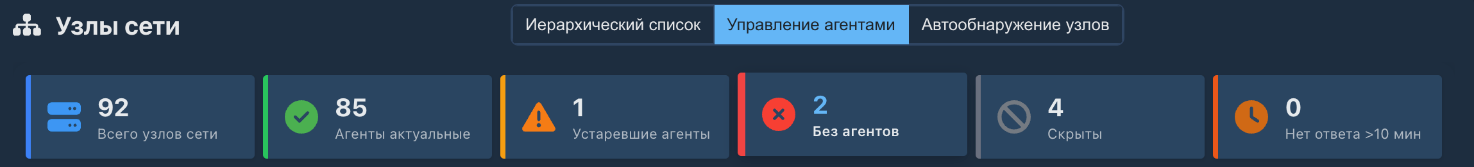 Узлы сети
Иерархический список
Управление агентами
Автообнаружение узлов
92
Всего узлов сети
85
Агенты актуальные
1
Устаревшие агенты
2
Без агентов
4
Скрыты
0
Нет ответа >10 мин